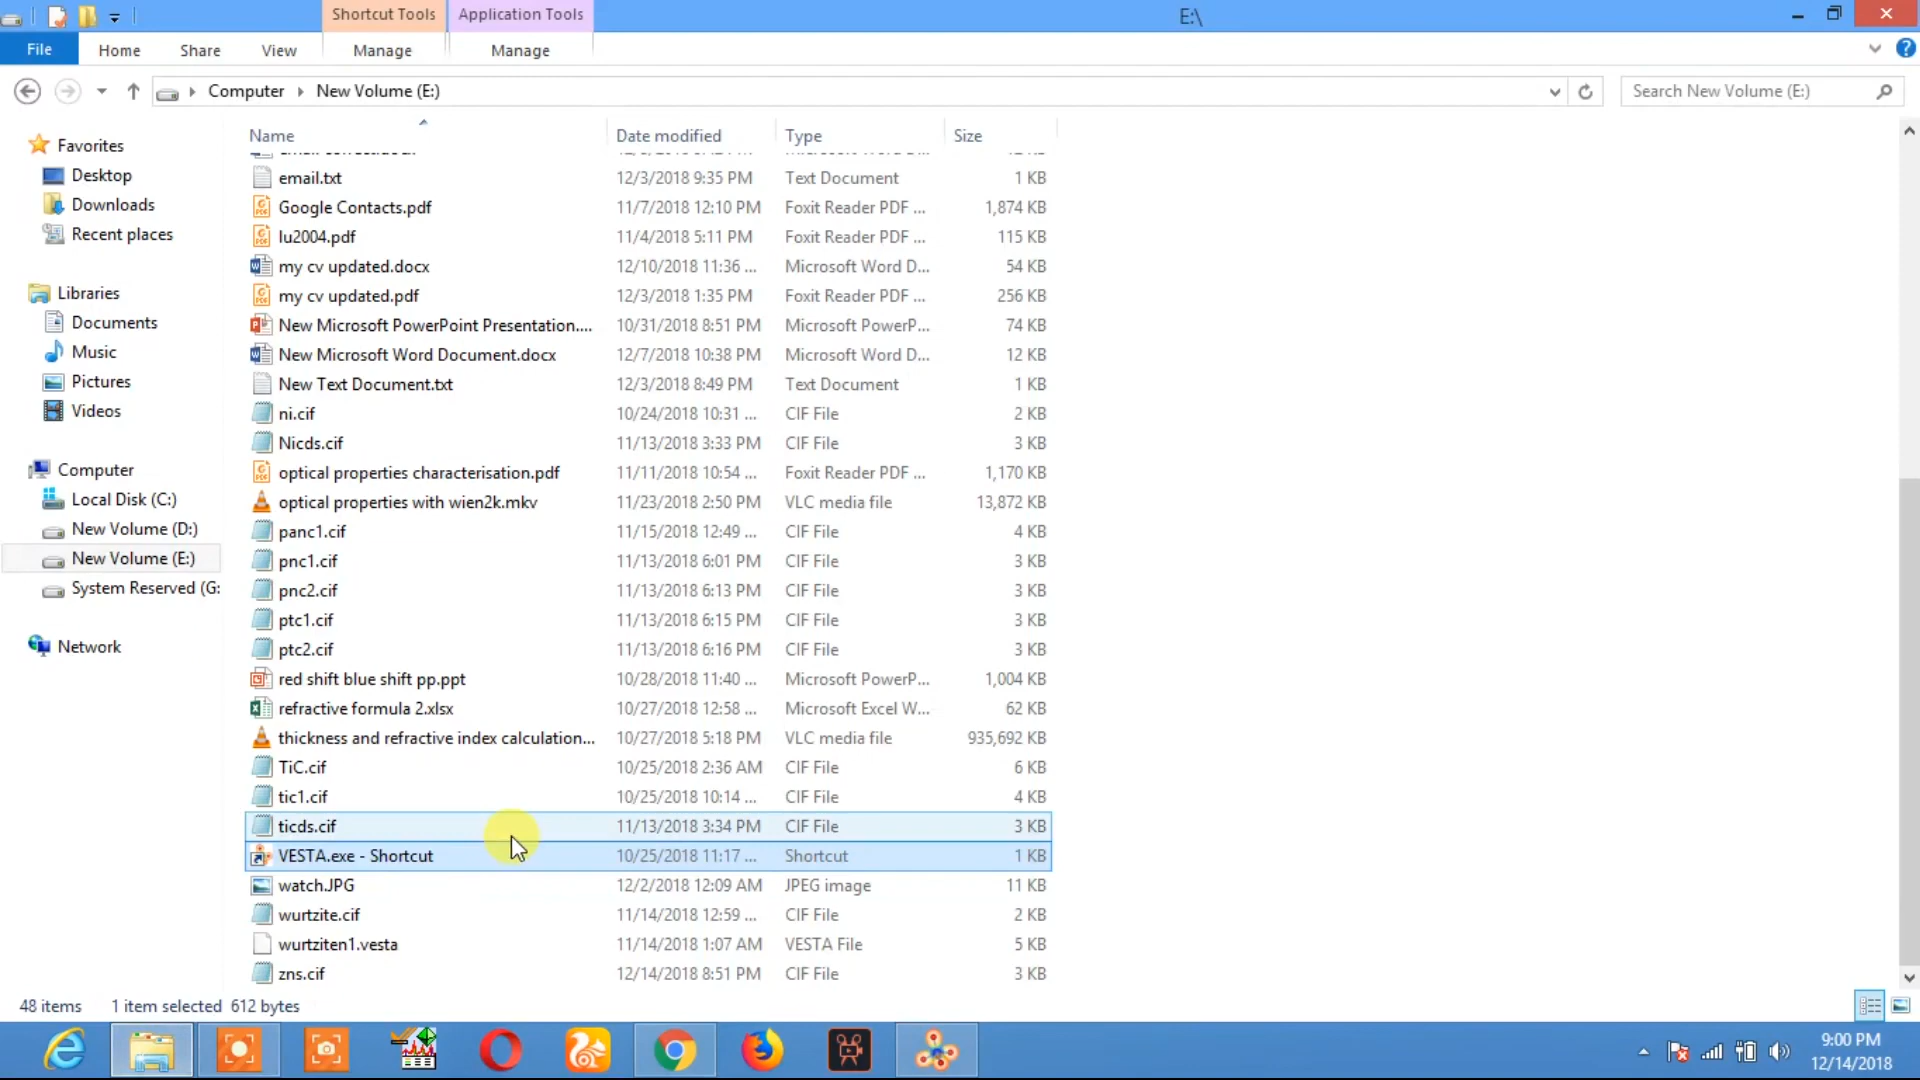 Shortcut Tools Application Tools E:\
File Home Share View Manage Manage
Computer New Volume (E:) Search New Volume (E:)
Name Date modified Type Size
Favorites
Desktop
Downloads
Recent places
Libraries
Documents
Music
Pictures
Videos
Computer
Local Disk (C:)
New Volume (D:)
New Volume (E:)
System Reserved (G:
Network
email.txt 12/3/2018 9:35 PM Text Document 1 KB
Google Contacts.pdf 11/7/2018 12:10 PM Foxit Reader PDF ... 1,874 KB
lu2004.pdf 11/4/2018 5:11 PM Foxit Reader PDF ... 115 KB
my cv updated.docx 12/10/2018 11:36 ... Microsoft Word D... 54 KB
my cv updated.pdf 12/3/2018 1:35 PM Foxit Reader PDF ... 256 KB
New Microsoft PowerPoint Presentation.... 10/31/2018 8:51 PM Microsoft PowerP... 74 KB
New Microsoft Word Document.docx 12/7/2018 10:38 PM Microsoft Word D... 12 KB
New Text Document.txt 12/3/2018 8:49 PM Text Document 1 KB
ni.cif 10/24/2018 10:31 ... CIF File 2 KB
Nicds.cif 11/13/2018 3:33 PM CIF File 3 KB
optical properties characterisation.pdf 11/11/2018 10:54 ... Foxit Reader PDF ... 1,170 KB
optical properties with wien2k.mkv 11/23/2018 2:50 PM VLC media file 13,872 KB
panc1.cif 11/15/2018 12:49 ... CIF File 4 KB
pnc1.cif 11/13/2018 6:01 PM CIF File 3 KB
pnc2.cif 11/13/2018 6:13 PM CIF File 3 KB
ptc1.cif 11/13/2018 6:15 PM CIF File 3 KB
ptc2.cif 11/13/2018 6:16 PM CIF File 3 KB
red shift blue shift pp.ppt 10/28/2018 11:40 ... Microsoft PowerP... 1,004 KB
refractive formula 2.xlsx 10/27/2018 12:58 ... Microsoft Excel W... 62 KB
thickness and refractive index calculation... 10/27/2018 5:18 PM VLC media file 935,692 KB
TiC.cif 10/25/2018 2:36 AM CIF File 6 KB
tic1.cif 10/25/2018 10:14 ... CIF File 4 KB
ticds.cif 11/13/2018 3:34 PM CIF File 3 KB
VESTA.exe - Shortcut 10/25/2018 11:17 ... Shortcut 1 KB
watch.JPG 12/2/2018 12:09 AM JPEG image 11 KB
wurtzite.cif 11/14/2018 12:59 ... CIF File 2 KB
wurtziten1.vesta 11/14/2018 1:07 AM VESTA File 5 KB
zns.cif 12/14/2018 8:51 PM CIF File 3 KB
48 items 1 item selected 612 bytes
9:00 PM
12/14/2018